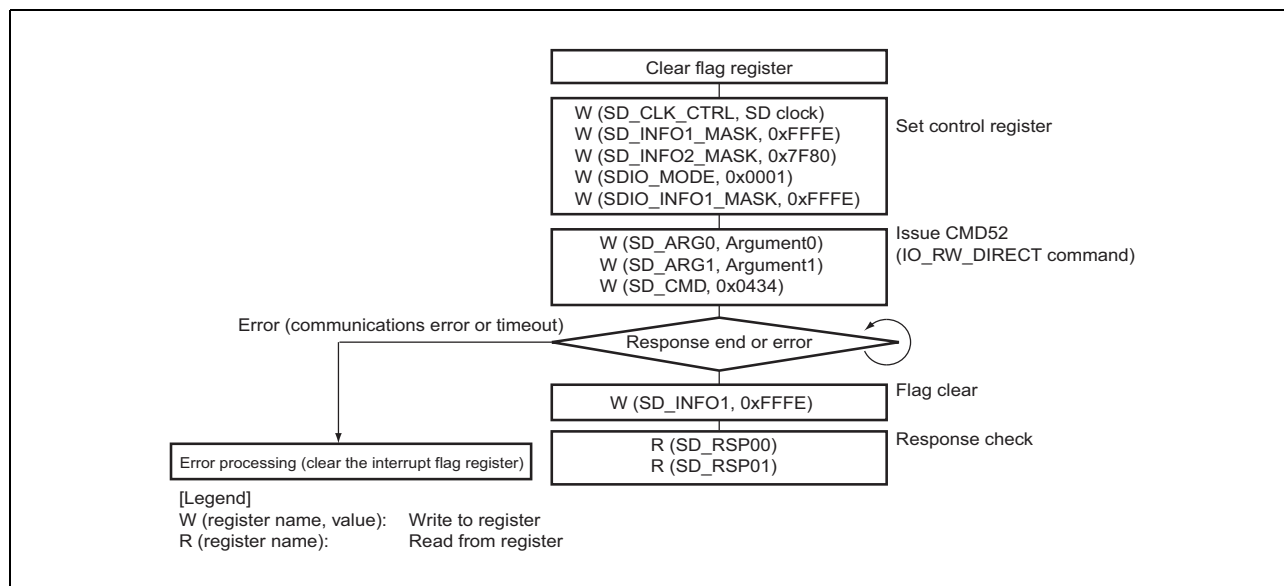 Clear flag register
W (SD_CLK_CTRL, SD clock)
W (SD_INFO1_MASK, 0xFFFE)
W (SD_INFO2_MASK, 0x7F80)
W (SDIO_MODE, 0x0001)
W (SDIO_INFO1_MASK, 0xFFFE)
Set control register
W (SD_ARG0, Argument0)
W (SD_ARG1, Argument1)
W (SD_CMD, 0x0434)
Issue CMD52
(IO_RW_DIRECT command)
Error (communications error or timeout)
Response end or error
W (SD_INFO1, 0xFFFE)
Flag clear
R (SD_RSP00)
R (SD_RSP01)
Response check
Error processing (clear the interrupt flag register)
[Legend]
W (register name, value): Write to register
R (register name): Read from register